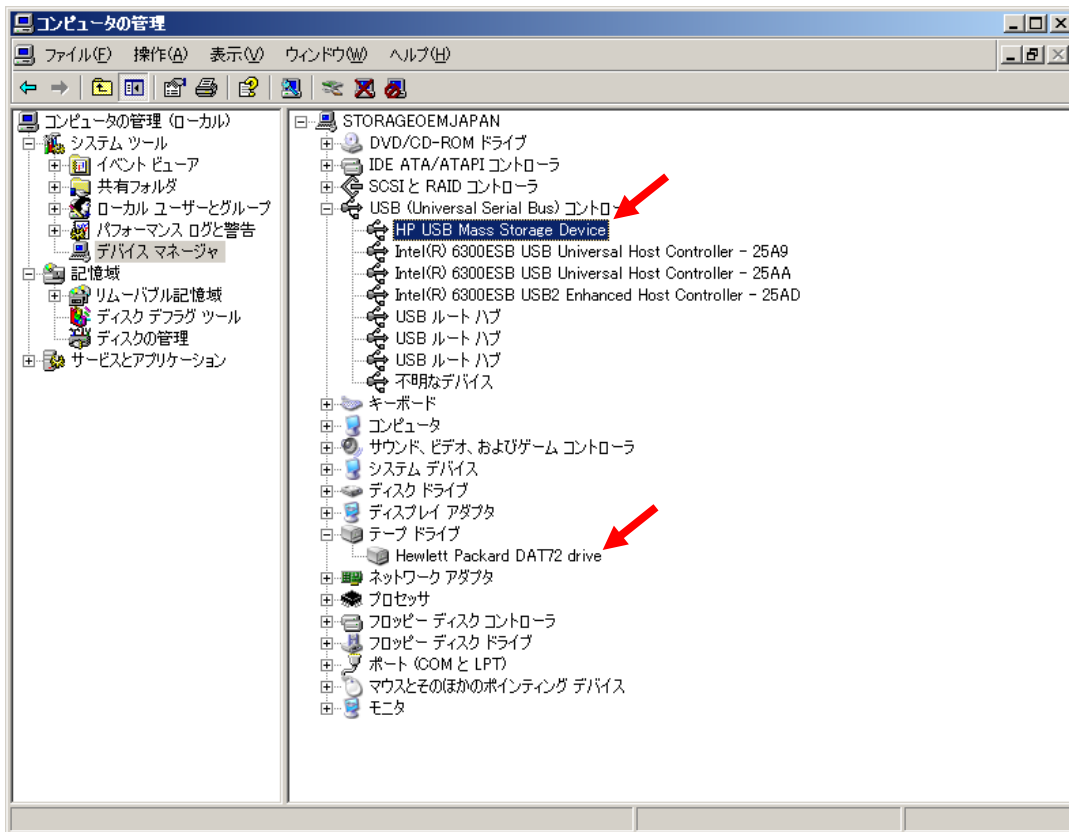 コンピュータの管理
ファイル(F) 操作(A) 表示(V) ウィンドウ(W) ヘルプ(H)
コンピュータの管理 (ローカル)
システム ツール
イベント ビューア
共有フォルダ
ローカル ユーザーとグループ
パフォーマンス ログと警告
デバイス マネージャ
記憶域
リムーバブル記憶域
ディスク デフラグ ツール
ディスクの管理
サービスとアプリケーション
STORAGEOEMJAPAN
DVD/CD-ROM ドライブ
IDE ATA/ATAPI コントローラ
SCSI と RAID コントローラ
USB (Universal Serial Bus) コントロー
HP USB Mass Storage Device
Intel(R) 6300ESB USB Universal Host Controller - 25A9
Intel(R) 6300ESB USB Universal Host Controller - 25AA
Intel(R) 6300ESB USB2 Enhanced Host Controller - 25AD
USB ルート ハブ
USB ルート ハブ
USB ルート ハブ
不明なデバイス
キーボード
コンピュータ
サウンド、ビデオ、およびゲーム コントローラ
システム デバイス
ディスク ドライブ
ディスプレイ アダプタ
テープ ドライブ
Hewlett Packard DAT72 drive
ネットワーク アダプタ
プロセッサ
フロッピー ディスク コントローラ
フロッピー ディスク ドライブ
ポート (COM と LPT)
マウスとそのほかのポインティング デバイス
モニタ